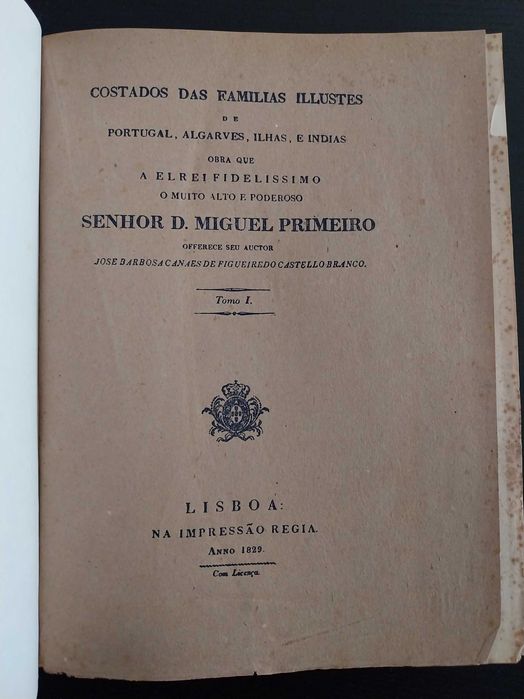 COSTADOS DAS FAMILIAS ILLUSTES
DE
PORTUGAL, ALGARVES, ILHAS, E INDIAS
OBRA QUE
A ELREI FIDELISSIMO
O MUITO ALTO E PODEROSO
SENHOR D. MIGUEL PRIMEIRO
OFFERECE SEU AUCTOR
JOSE BARBOSA CANAES DE FIGUEIREDO CASTELLO BRANCO.
Tomo I.
LISBOA:
NA IMPRESSÃO REGIA.
ANNO 1829.
Com Licença.